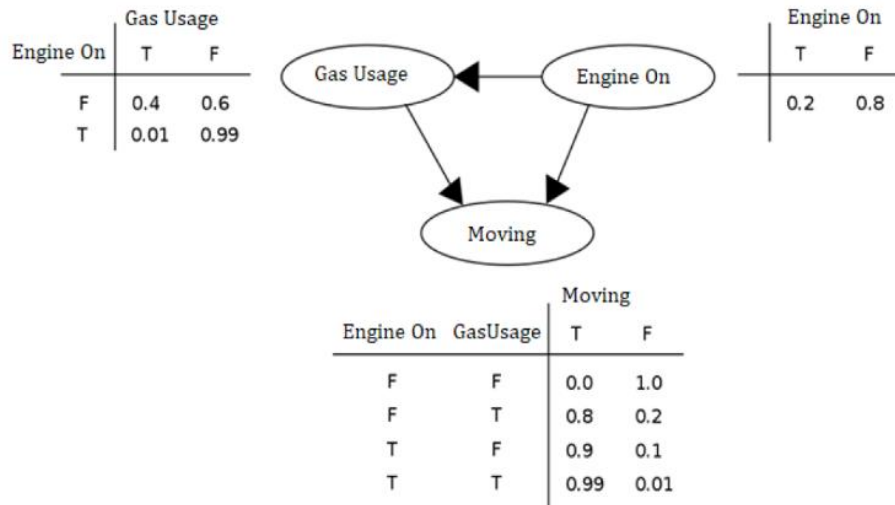 Gas Usage
Engine On T F
F 0.4 0.6
T 0.01 0.99
Gas Usage
Engine On
Engine On
T F
0.2 0.8
Moving
Moving
Engine On GasUsage T F
F F 0.0 1.0
F T 0.8 0.2
T F 0.9 0.1
T T 0.99 0.01